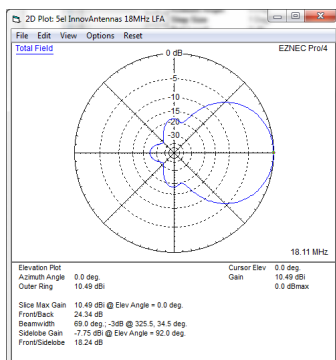 2D Plot: 5el InnovAntennas 18MHz LFA
File Edit View Options Reset
Total Field
EZNEC Pro/4
0 dB
-5
-10
-15
-20
-30
18.11 MHz
Elevation Plot
Cursor Elev 0.0 deg.
Azimuth Angle 0.0 deg.
Gain 10.49 dBi
Outer Ring 10.49 dBi
0.0 dBmax
Slice Max Gain 10.49 dBi @ Elev Angle = 0.0 deg.
Front/Back 24.34 dB
Beamwidth 69.0 deg.; -3dB @ 325.5, 34.5 deg.
Sidelobe Gain -7.75 dBi @ Elev Angle = 92.0 deg.
Front/Sidelobe 18.24 dB